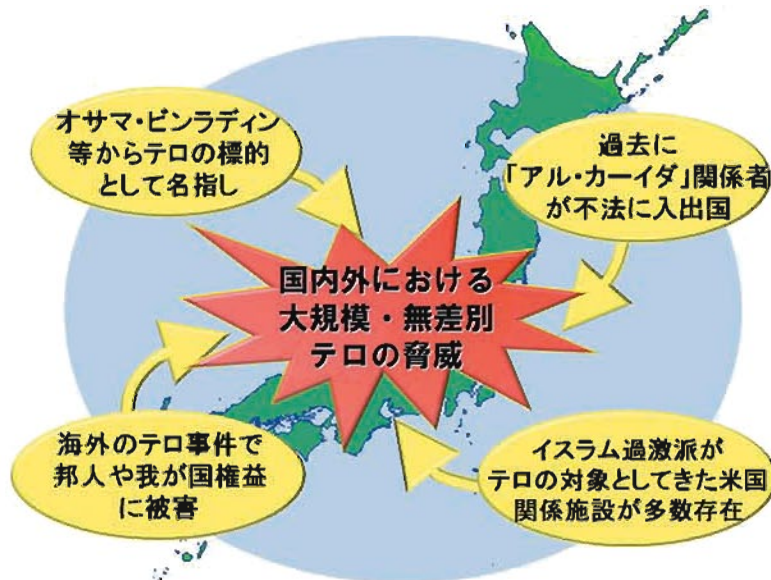 オサマ・ビンラディン
等からテロの標的
として名指し
過去に
「アル・カーイダ」関係者
が不法に入出国
国内外における
大規模・無差別
テロの脅威
海外のテロ事件で
邦人や我が国権益
に被害
イスラム過激派が
テロの対象としてきた米国
関係施設が多数存在